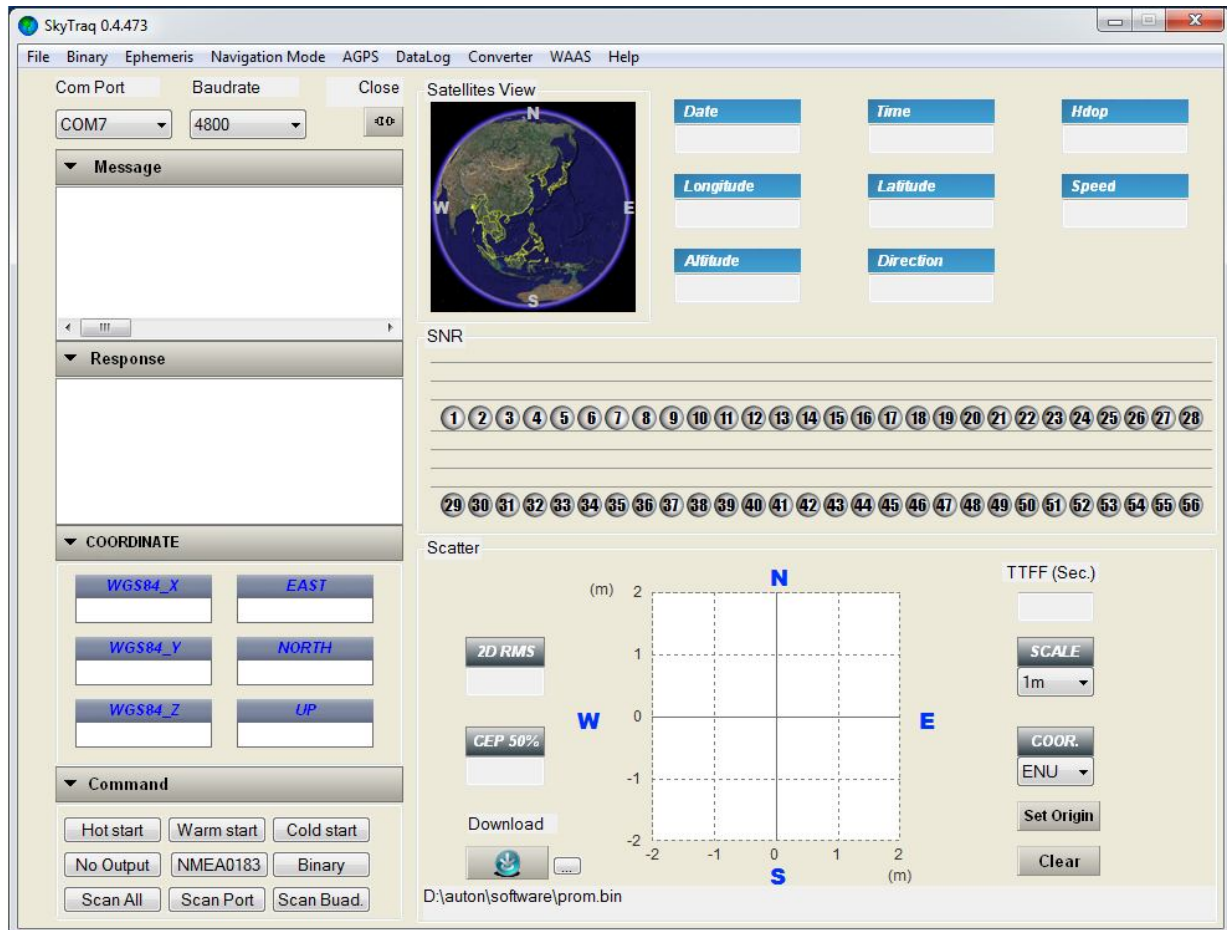 SkyTraq 0.4.473
File Binary Ephemeris Navigation Mode AGPS DataLog Converter WAAS Help
Com Port Baudrate Close
COM7 4800
Message
Response
COORDINATE
WGS84_X EAST
WGS84_Y NORTH
WGS84_Z UP
Command
Hot start Warm start Cold start
No Output NMEA0183 Binary
Scan All Scan Port Scan Buad.
Satellites View
N
W E
S
Date Time Hdop
Longitude Latitude Speed
Altitude Direction
SNR
1 2 3 4 5 6 7 8 9 10 11 12 13 14 15 16 17 18 19 20 21 22 23 24 25 26 27 28
29 30 31 32 33 34 35 36 37 38 39 40 41 42 43 44 45 46 47 48 49 50 51 52 53 54 55 56
Scatter
2D RMS
CEP 50%
Download
...
(m)
N
2
1
0
-1
-2
W E
-2 -1 0 1 2
S
(m)
TTFF (Sec.)
SCALE
1m
COOR.
ENU
Set Origin
Clear
D:\auton\software\prom.bin